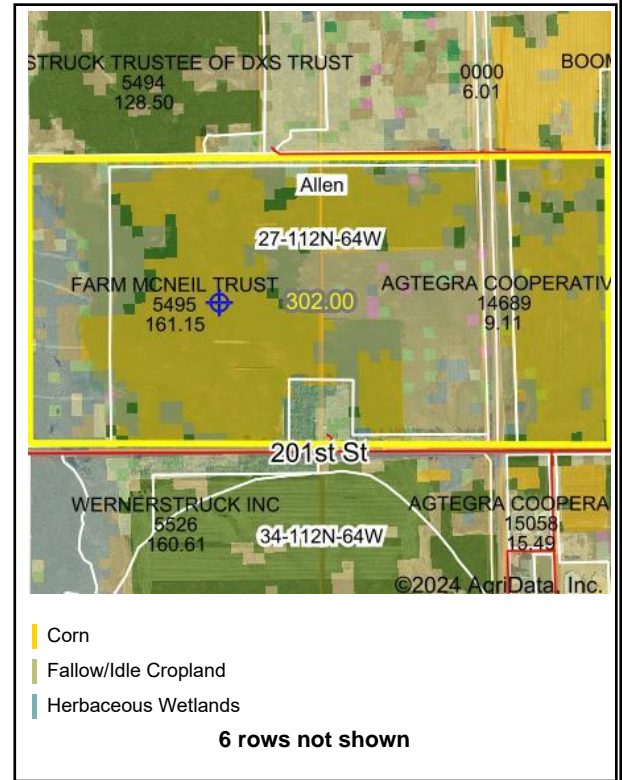 STRUCK TRUSTEE OF DXS TRUST
5494
128.50
0000
6.01
BOOM
Allen
27-112N-64W
FARM MCNEIL TRUST
5495
161.15
302.00
AGTEGRA COOPERATIV
14689
9.11
201st St
WERNERSTRUCK INC
5526
160.61
34-112N-64W
AGTEGRA COOPERA
15058
15.49
©2024 AgriData, Inc.
Corn
Fallow/Idle Cropland
Herbaceous Wetlands
6 rows not shown